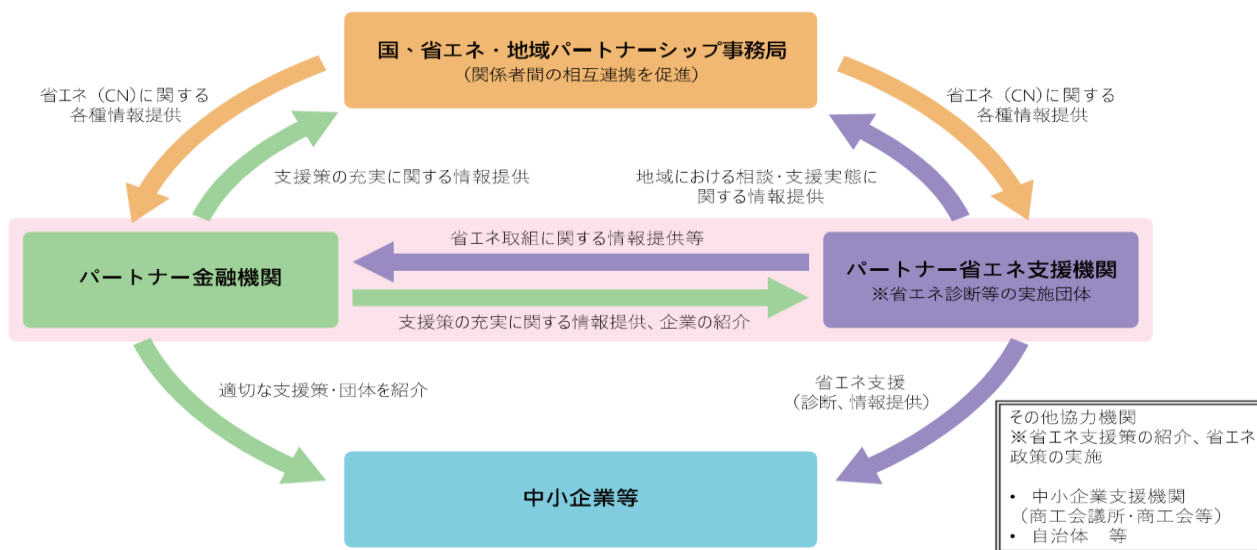 国、省エネ・地域パートナーシップ事務局
(関係者間の相互連携を促進)
省エネ (CN)に関する
各種情報提供
省エネ (CN)に関する
各種情報提供
支援策の充実に関する情報提供
地域における相談・支援実態に
関する情報提供
省エネ取組に関する情報提供等
パートナー金融機関
パートナー省エネ支援機関
※省エネ診断等の実施団体
支援策の充実に関する情報提供、企業の紹介
適切な支援策・団体を紹介
省エネ支援
(診断、情報提供)
中小企業等
その他協力機関
※省エネ支援策の紹介、省エネ
政策の実施
• 中小企業支援機関
(商工会議所・商工会等)
• 自治体 等